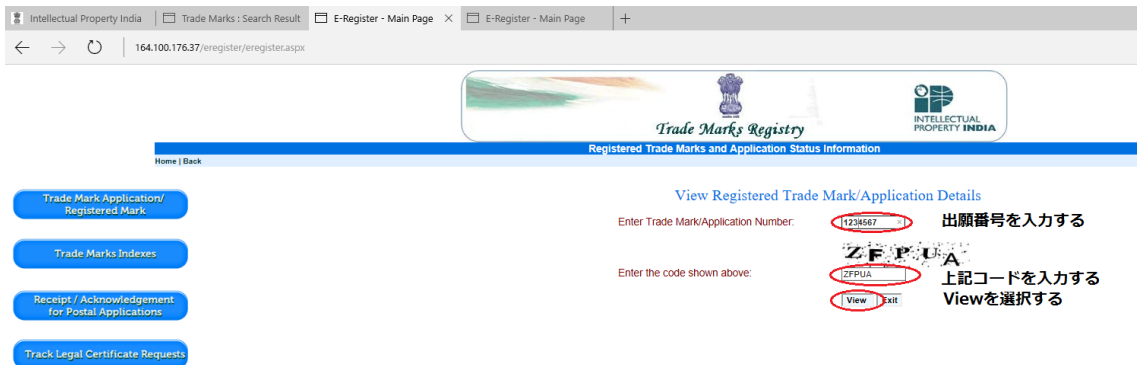 Intellectual Property India
Trade Marks : Search Result
E-Register - Main Page
E-Register - Main Page
164.100.176.37/eregister/eregister.aspx
Trade Marks Registry
INTELLECTUAL
PROPERTY INDIA
Registered Trade Marks and Application Status Information
Home | Back
Trade Mark Application/
Registered Mark
Trade Marks Indexes
Receipt / Acknowledgement
for Postal Applications
Track Legal Certificate Requests
View Registered Trade Mark/Application Details
Enter Trade Mark/Application Number: 1234567 出願番号を入力する
ZFPUA
Enter the code shown above: ZFPUA 上記コードを入力する
View Exit Viewを選択する